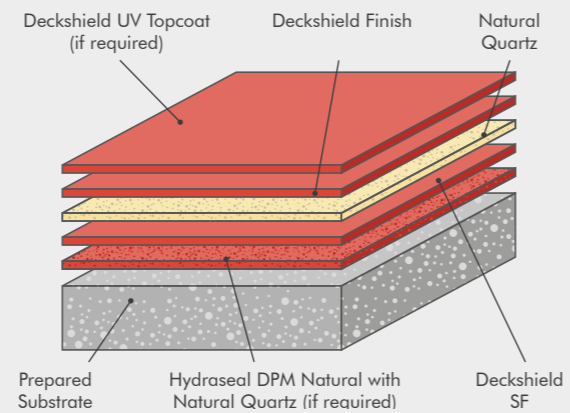 Deckshield UV Topcoat
(if required)
Deckshield Finish
Natural
Quartz
Prepared
Substrate
Hydraseal DPM Natural with
Natural Quartz (if required)
Deckshield
SF